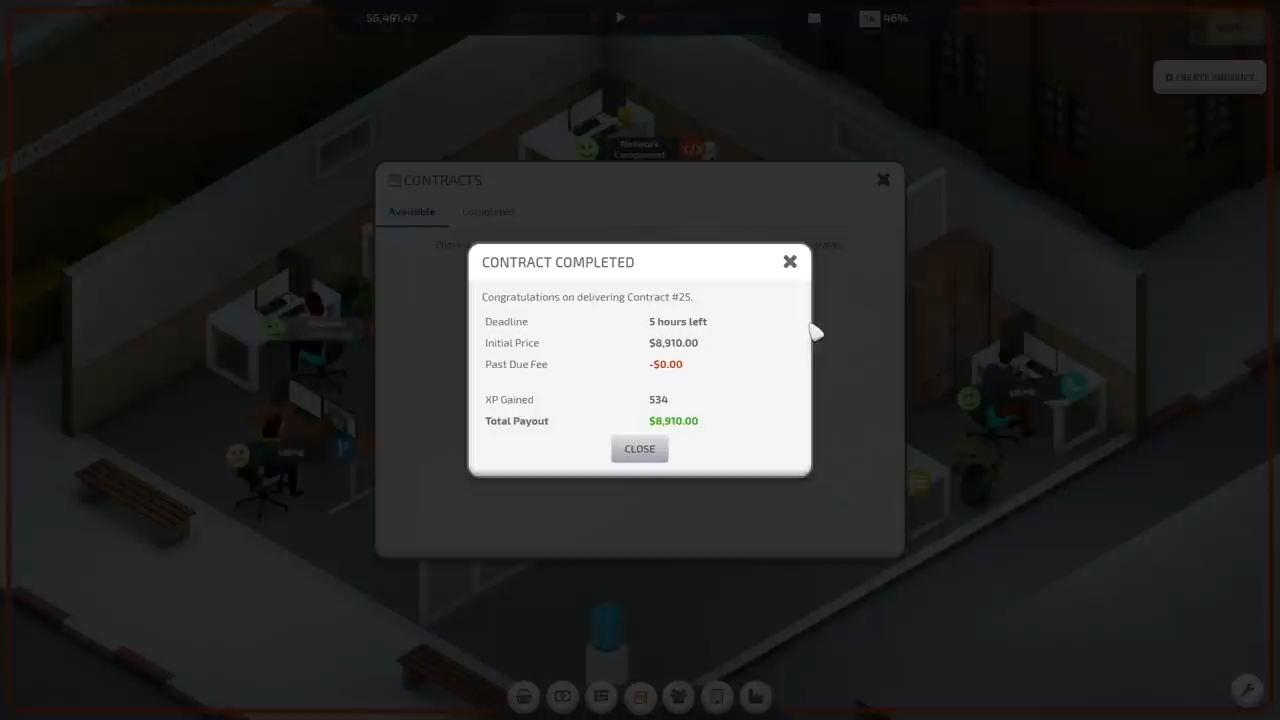 56,491.47
46%
CREATE PRODUCT
Network
Component
</>
CONTRACTS
Available
Completed
CONTRACT COMPLETED
Congratulations on delivering Contract #25.
Deadline 5 hours left
Initial Price $8,910.00
Past Due Fee -$0.00
XP Gained 534
Total Payout $8,910.00
CLOSE